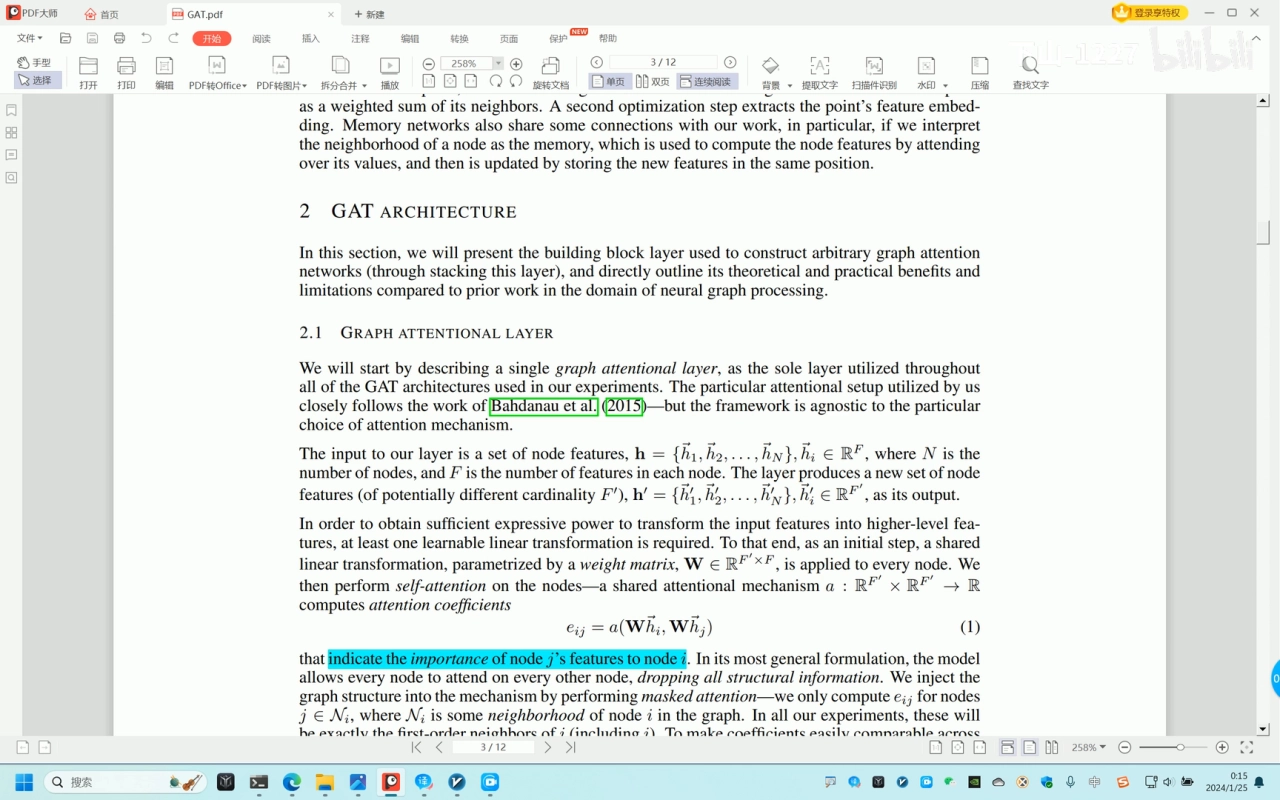 PDF大师
首页
GAT.pdf
×
+ 新建
登录享特权
文件
开始
阅读
插入
注释
编辑
转换
页面
保护
NEW
帮助
bilibili
手型
选择
打开
打印
编辑
PDF转Office
PDF转图片
拆分合并
播放
258%
旋转文档
3 / 12
单页
双页
连续阅读
背景
提取文字
扫描件识别
水印
压缩
查找文字
as a weighted sum of its neighbors. A second optimization step extracts the point's feature embed-
ding. Memory networks also share some connections with our work, in particular, if we interpret
the neighborhood of a node as the memory, which is used to compute the node features by attending
over its values, and then is updated by storing the new features in the same position.
2 GAT ARCHITECTURE
In this section, we will present the building block layer used to construct arbitrary graph attention
networks (through stacking this layer), and directly outline its theoretical and practical benefits and
limitations compared to prior work in the domain of neural graph processing.
2.1 GRAPH ATTENTIONAL LAYER
We will start by describing a single graph attentional layer, as the sole layer utilized throughout
all of the GAT architectures used in our experiments. The particular attentional setup utilized by us
closely follows the work of Bahdanau et al. (2015)—but the framework is agnostic to the particular
choice of attention mechanism.
The input to our layer is a set of node features, h = {h⃗₁, h⃗₂, . . . , h⃗_N}, h⃗ᵢ ∈ ℝ^F, where N is the
number of nodes, and F is the number of features in each node. The layer produces a new set of node
features (of potentially different cardinality F′), h′ = {h⃗′₁, h⃗′₂, . . . , h⃗′_N}, h⃗′ᵢ ∈ ℝ^F′, as its output.
In order to obtain sufficient expressive power to transform the input features into higher-level fea-
tures, at least one learnable linear transformation is required. To that end, as an initial step, a shared
linear transformation, parametrized by a weight matrix, W ∈ ℝ^F′×F, is applied to every node. We
then perform self-attention on the nodes—a shared attentional mechanism a : ℝ^F′ × ℝ^F′ → ℝ
computes attention coefficients
e_ij = a(Wh⃗ᵢ, Wh⃗ⱼ) (1)
that indicate the importance of node j's features to node i. In its most general formulation, the model
allows every node to attend on every other node, dropping all structural information. We inject the
graph structure into the mechanism by performing masked attention—we only compute e_ij for nodes
j ∈ 𝒩ᵢ, where 𝒩ᵢ is some neighborhood of node i in the graph. In all our experiments, these will
be exactly the first-order neighbors of i (including i). To make coefficients easily comparable across
3 / 12
258%
搜索
中
0:15
2024/1/25